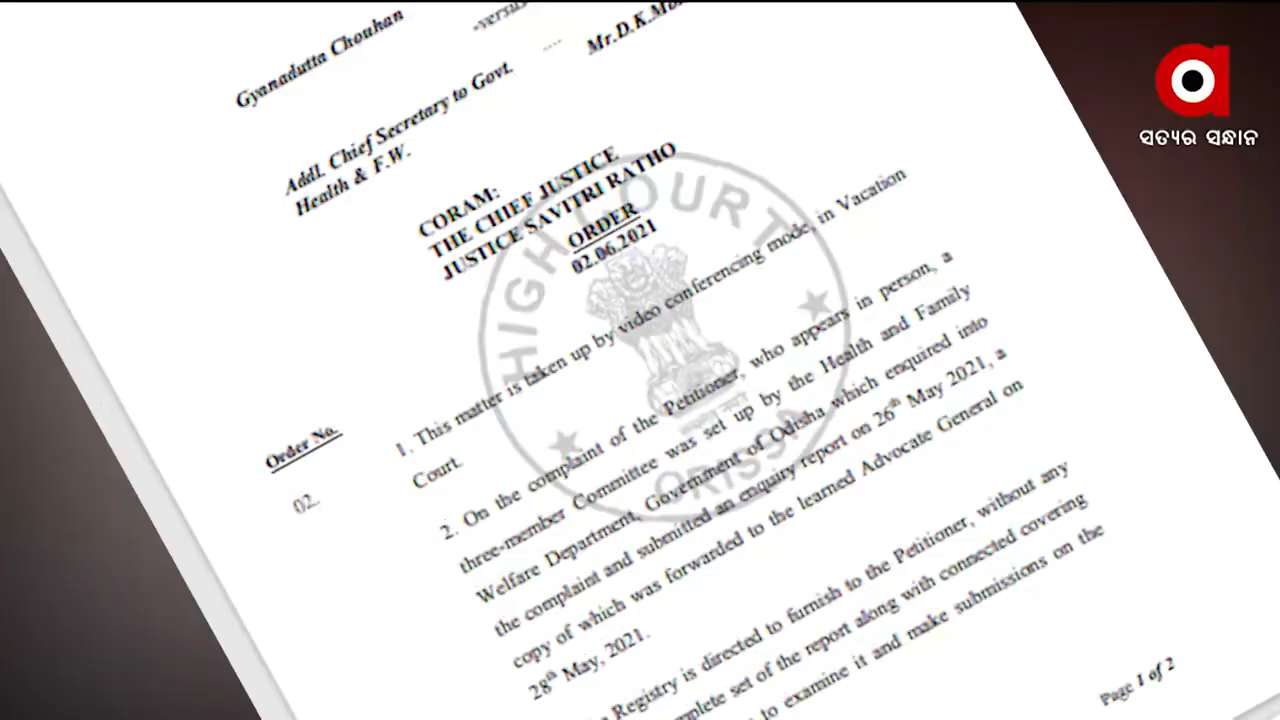 Gyanadutta Chouhan
-versus
....
Mr.D.K.
Addl. Chief Secretary to Govt.
Health & F.W.
CORAM:
THE CHIEF JUSTICE
JUSTICE SAVITRI RATHO
ORDER
02.06.2021
Order No.
02.
1. This matter is taken up by video conferencing mode, in Vacation
Court.
2. On the complaint of the Petitioner, who appears in person, a
three-member Committee was set up by the Health and Family
Welfare Department, Government of Odisha which enquired into
the complaint and submitted an enquiry report on 26th May 2021, a
copy of which was forwarded to the learned Advocate General on
28th May, 2021.
Registry is directed to furnish to the Petitioner, without any
set of the report along with connected covering
to examine it and make submissions on the
Page 1 of 2
HIGH COURT
ORISSA
ସତ୍ୟର ସନ୍ଧାନ